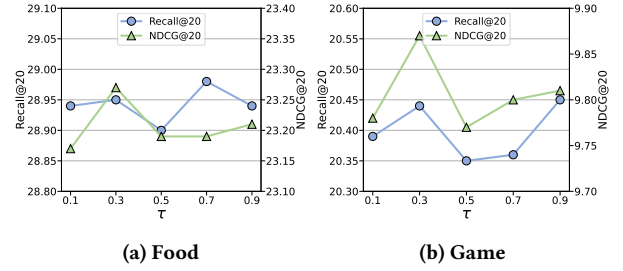 Recall@20
NDCG@20
29.10
29.05
29.00
28.95
28.90
28.85
28.80
Recall@20
23.40
23.35
23.30
23.25
23.20
23.15
23.10
NDCG@20
0.1 0.3 0.5 0.7 0.9
τ
(a) Food
Recall@20
NDCG@20
20.60
20.55
20.50
20.45
20.40
20.35
20.30
Recall@20
9.90
9.85
9.80
9.75
9.70
NDCG@20
0.1 0.3 0.5 0.7 0.9
τ
(b) Game